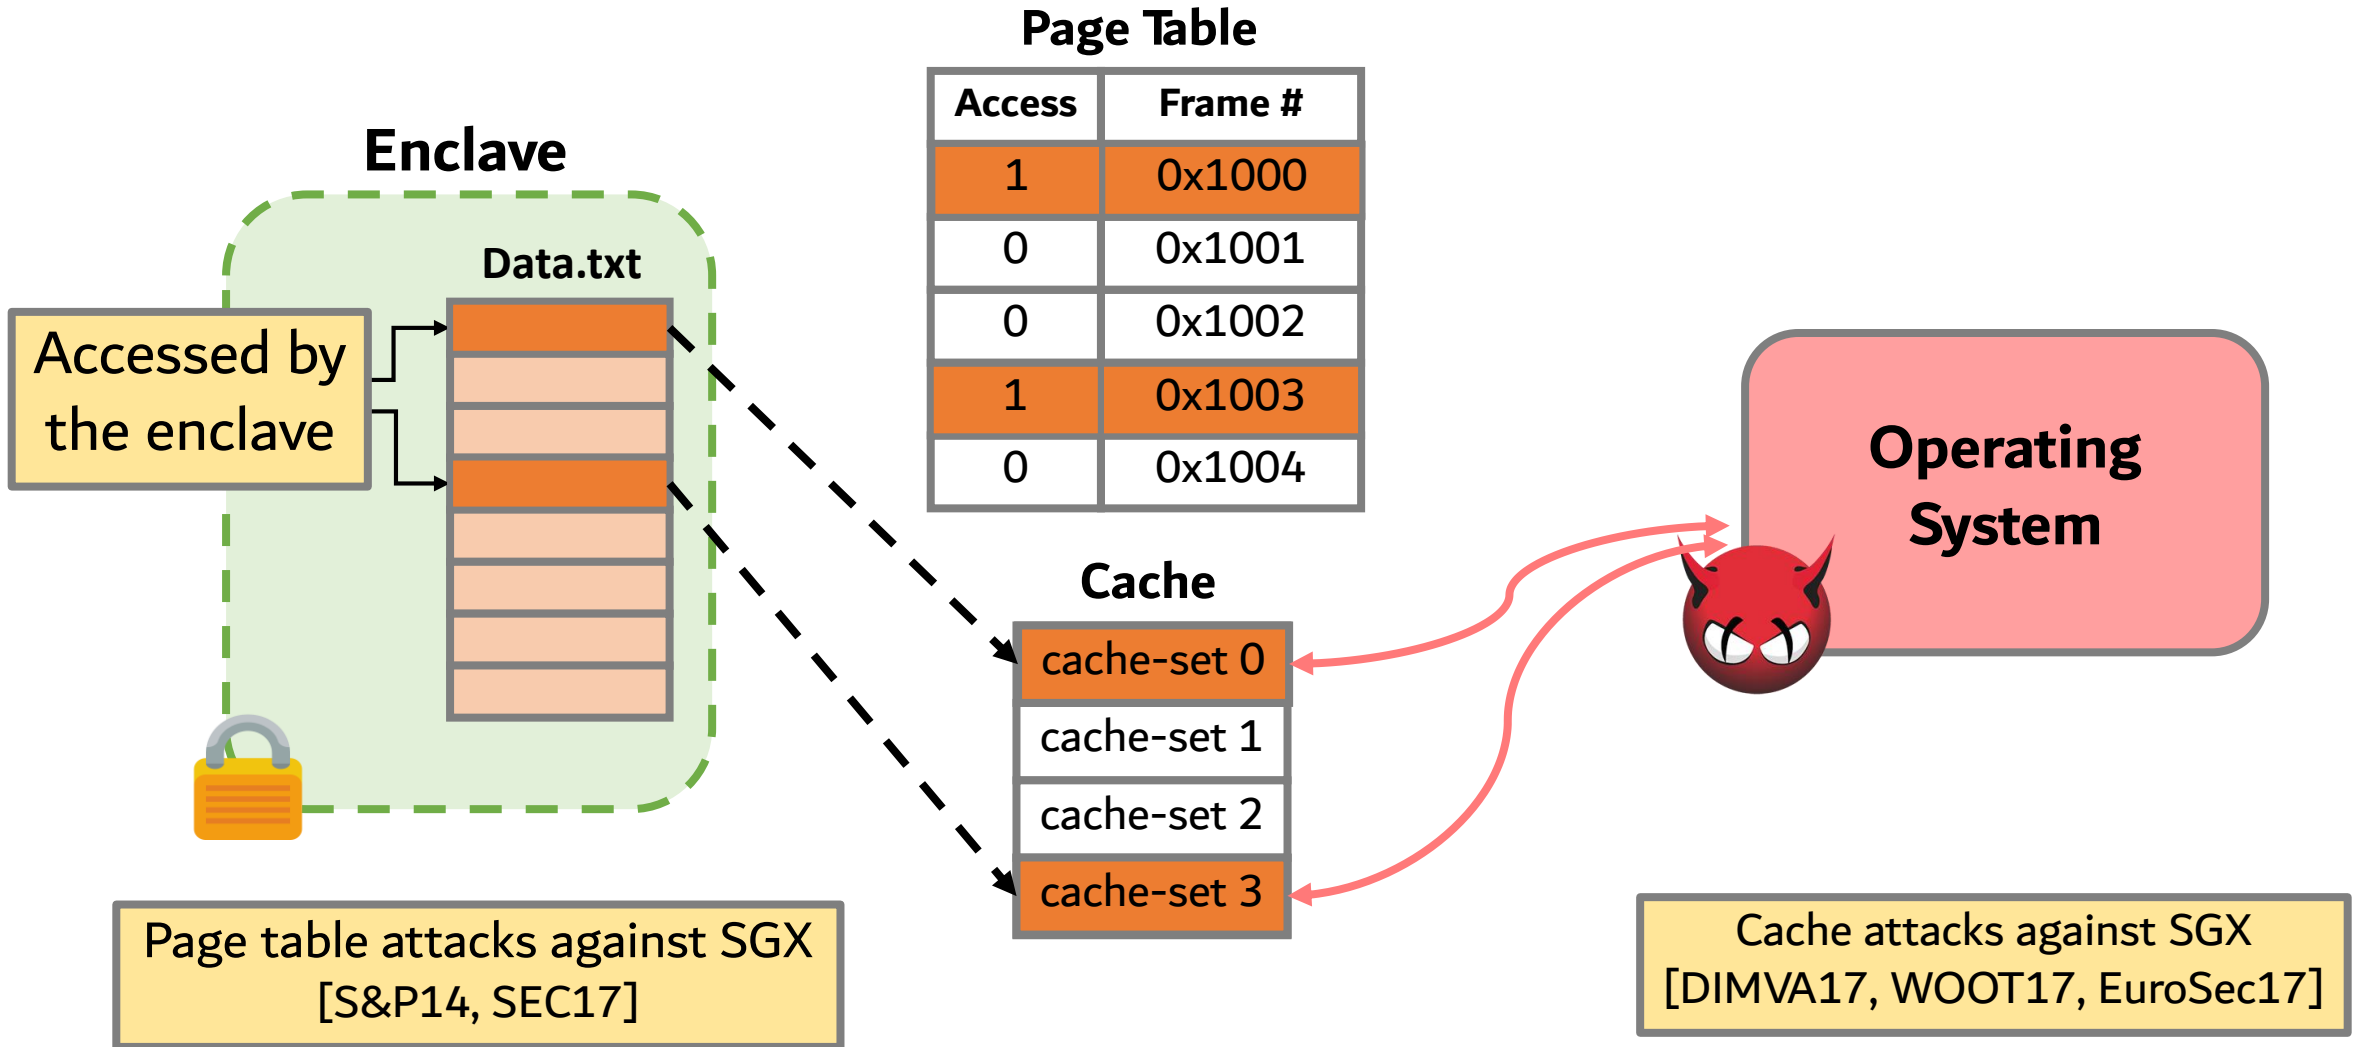 Page Table
Access Frame #
1 0x1000
0 0x1001
0 0x1002
1 0x1003
0 0x1004
Enclave
Data.txt
Accessed by
the enclave
Operating
System
Cache
cache-set 0
cache-set 1
cache-set 2
cache-set 3
Page table attacks against SGX
[S&P14, SEC17]
Cache attacks against SGX
[DIMVA17, WOOT17, EuroSec17]